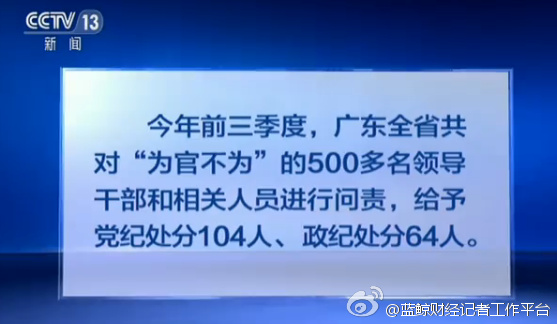 CCTV 13
新闻
今年前三季度，广东全省共
对“为官不为”的500多名领导
干部和相关人员进行问责，给予
党纪处分104人、政纪处分64人。
@蓝鲸财经记者工作平台